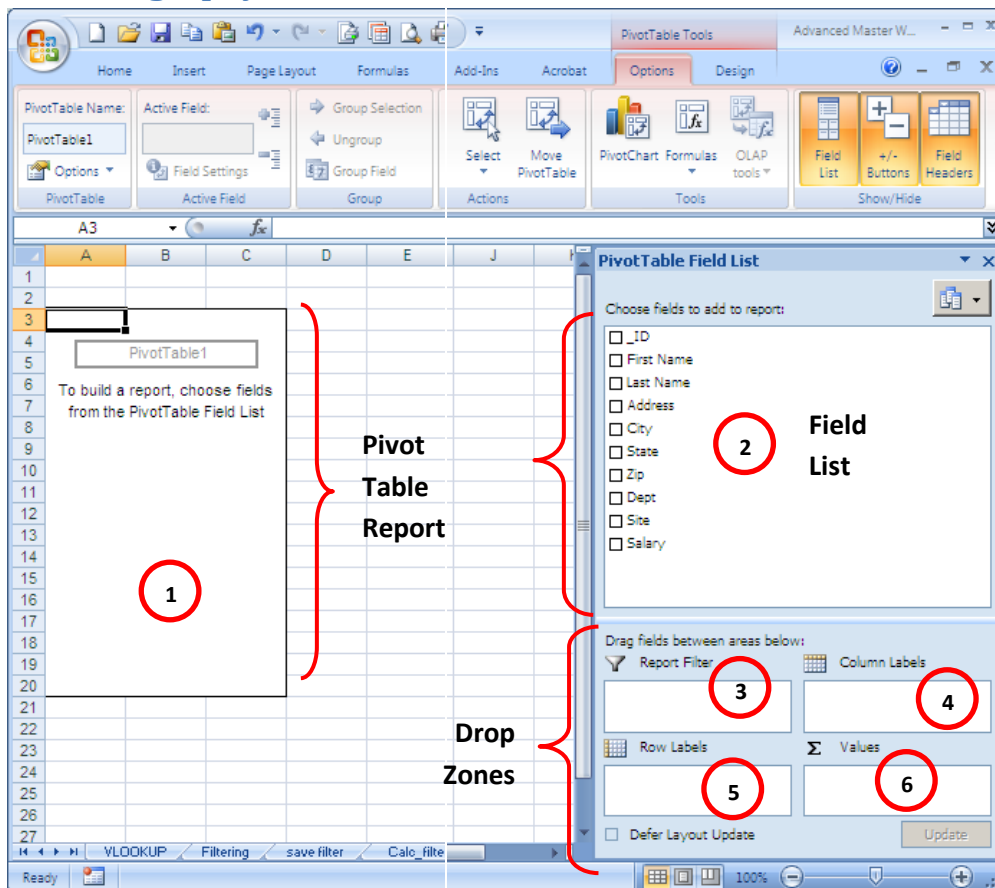 PivotTable Tools
Advanced Master W...
Home Insert Page Layout Formulas Add-Ins Acrobat Options Design
PivotTable Name:
PivotTable1
Options
PivotTable
Active Field:
Field Settings
Active Field
Group Selection
Ungroup
Group Field
Group
Select
Move PivotTable
Actions
PivotChart
Formulas
OLAP tools
Tools
Field List
+/- Buttons
Field Headers
Show/Hide
A3
fx
A B C D E J
1
2
3
4
5
6
7
8
9
10
11
12
13
14
15
16
17
18
19
20
21
22
23
24
25
26
27
PivotTable1
To build a report, choose fields
from the PivotTable Field List
1
Pivot
Table
Report
PivotTable Field List
Choose fields to add to report:
_ID
First Name
Last Name
Address
City
State
Zip
Dept
Site
Salary
2
Field
List
Drop
Zones
Drag fields between areas below:
Report Filter
3
Column Labels
4
Row Labels
5
Σ Values
6
Defer Layout Update
Update
VLOOKUP Filtering save filter Calc_filte
Ready
100%